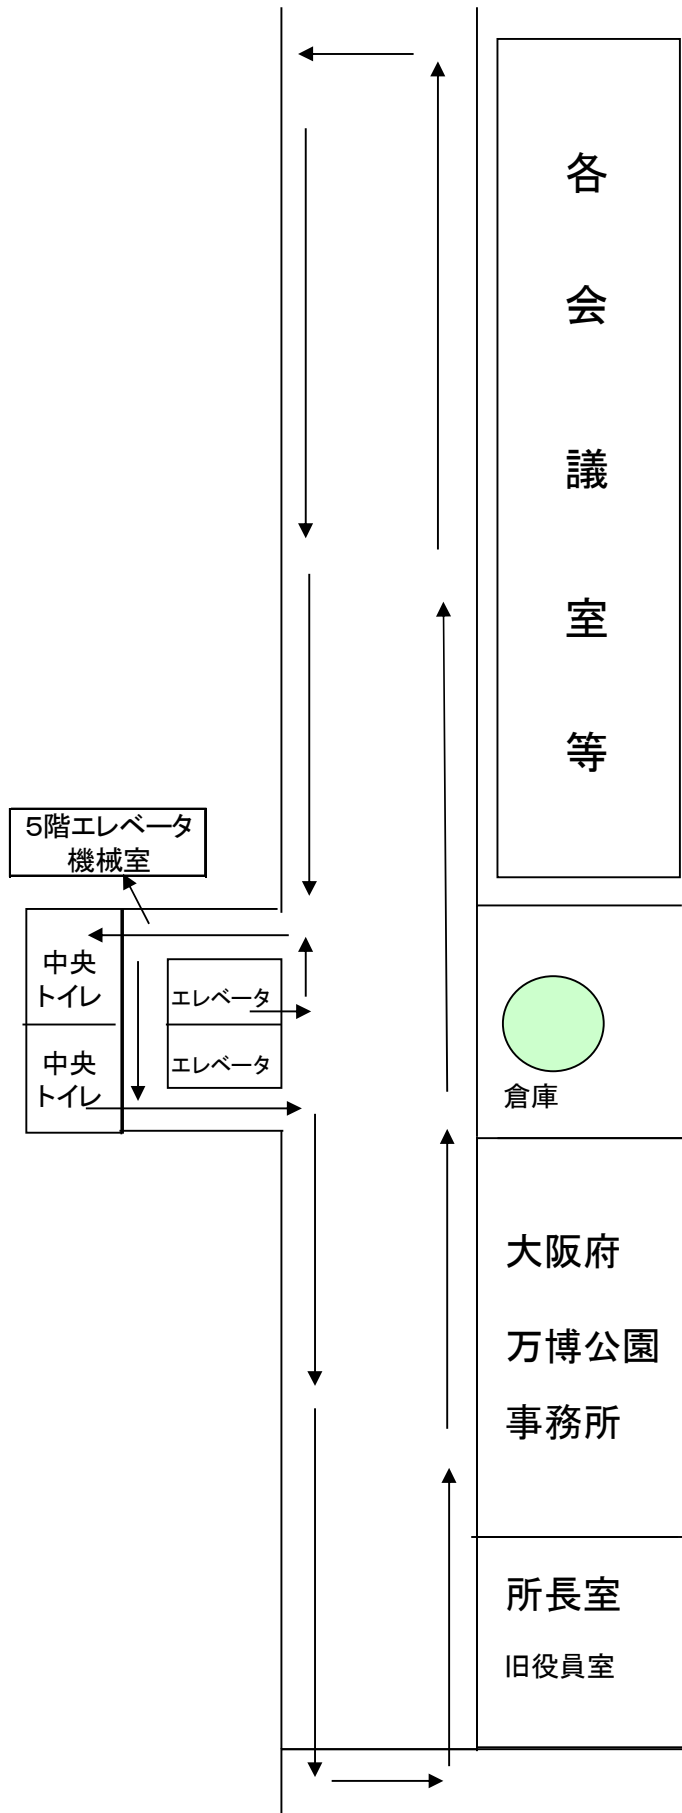 各
会
議
室
等
5階エレベータ
機械室
中央
トイレ
エレベータ
中央
トイレ
エレベータ
倉庫
大阪府
万博公園
事務所
所長室
旧役員室